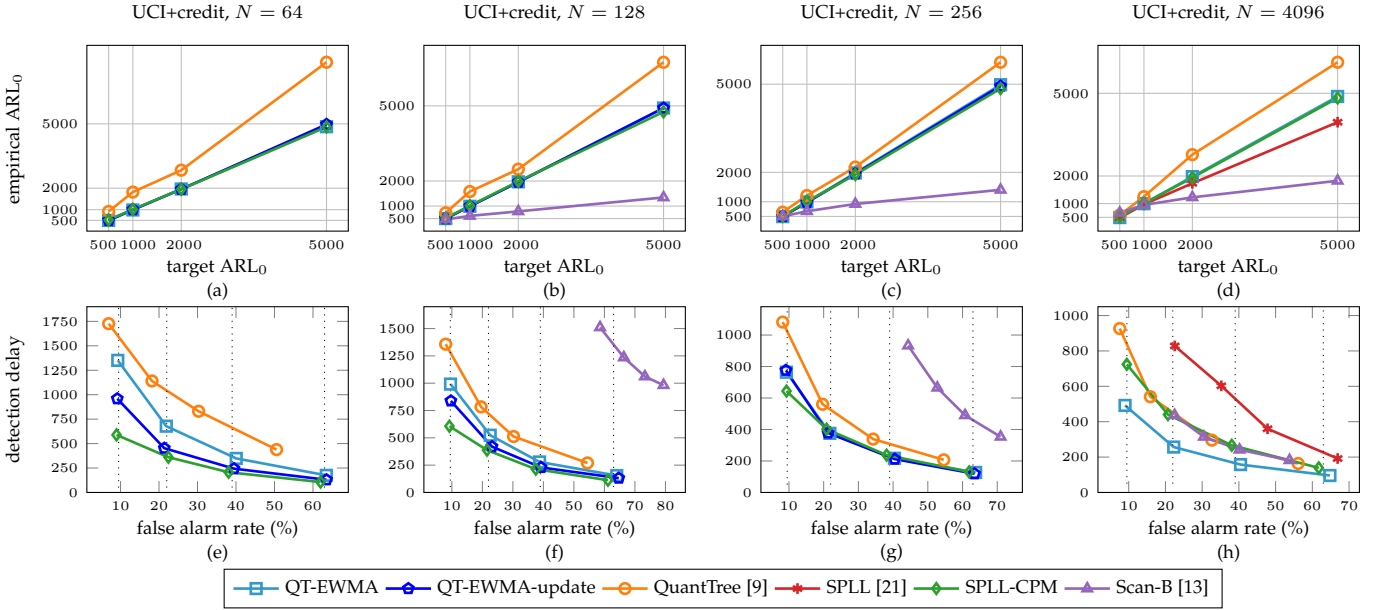 UCI+credit, N = 64
UCI+credit, N = 128
UCI+credit, N = 256
UCI+credit, N = 4096
empirical ARL₀
5000
2000
1000
500
500 1000 2000 5000
target ARL₀
(a)
5000
2000
1000
500
500 1000 2000 5000
target ARL₀
(b)
5000
2000
1000
500
500 1000 2000 5000
target ARL₀
(c)
5000
2000
1000
500
500 1000 2000 5000
target ARL₀
(d)
detection delay
1750
1500
1250
1000
750
500
250
0
10 20 30 40 50 60
false alarm rate (%)
(e)
1500
1250
1000
750
500
250
0
10 20 30 40 50 60 70 80
false alarm rate (%)
(f)
1000
800
600
400
200
0
10 20 30 40 50 60 70
false alarm rate (%)
(g)
1000
800
600
400
200
0
10 20 30 40 50 60 70
false alarm rate (%)
(h)
QT-EWMA QT-EWMA-update QuantTree [9] SPLL [21] SPLL-CPM Scan-B [13]